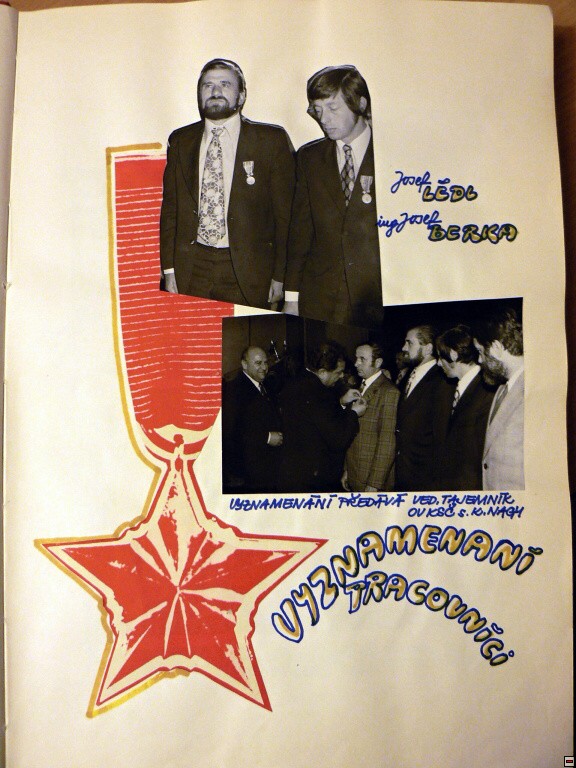 Josef
LÉDL
ing Josef
BERKA
VYZNAMENÁNÍ PŘEDÁVÁ VED. TAJEMNÍK
OV KSČ s. K. NAGY
VYZNAMENANÍ
PRACOVNÍCI